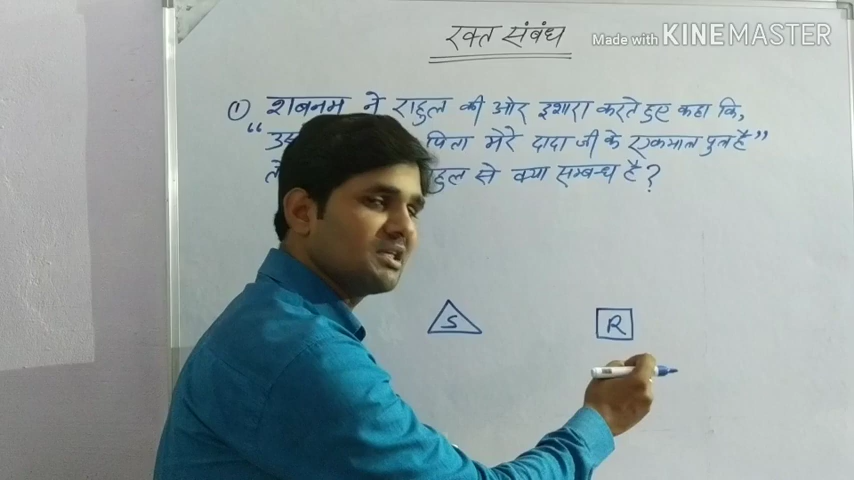 रक्त संबंध
Made with KINEMASTER
① शबनम ने राहुल की ओर इशारा करते हुए कहा कि,
“ पिता मेरे दादा जी के एकमात्र पुत्र है”
से क्या सम्बन्ध है?
S R